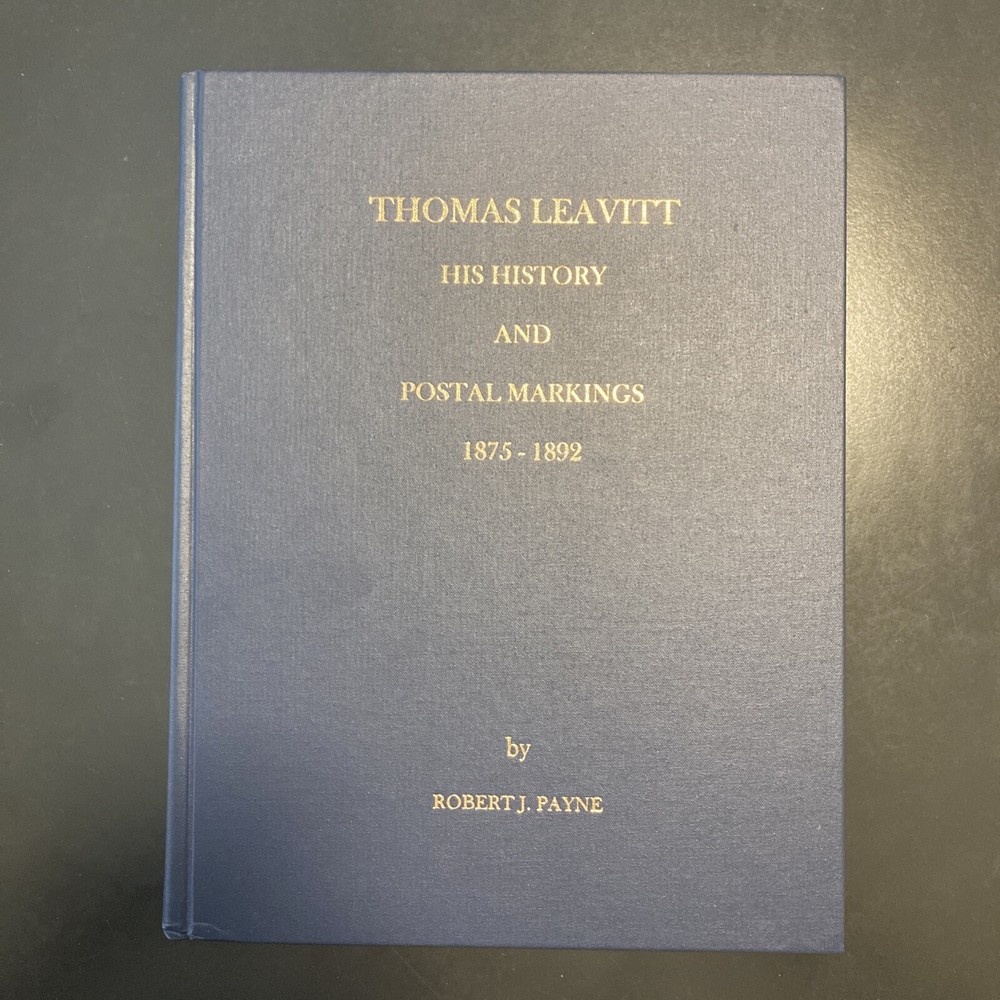 THOMAS LEAVITT
HIS HISTORY
AND
POSTAL MARKINGS
1875 - 1892
by
ROBERT J. PAYNE